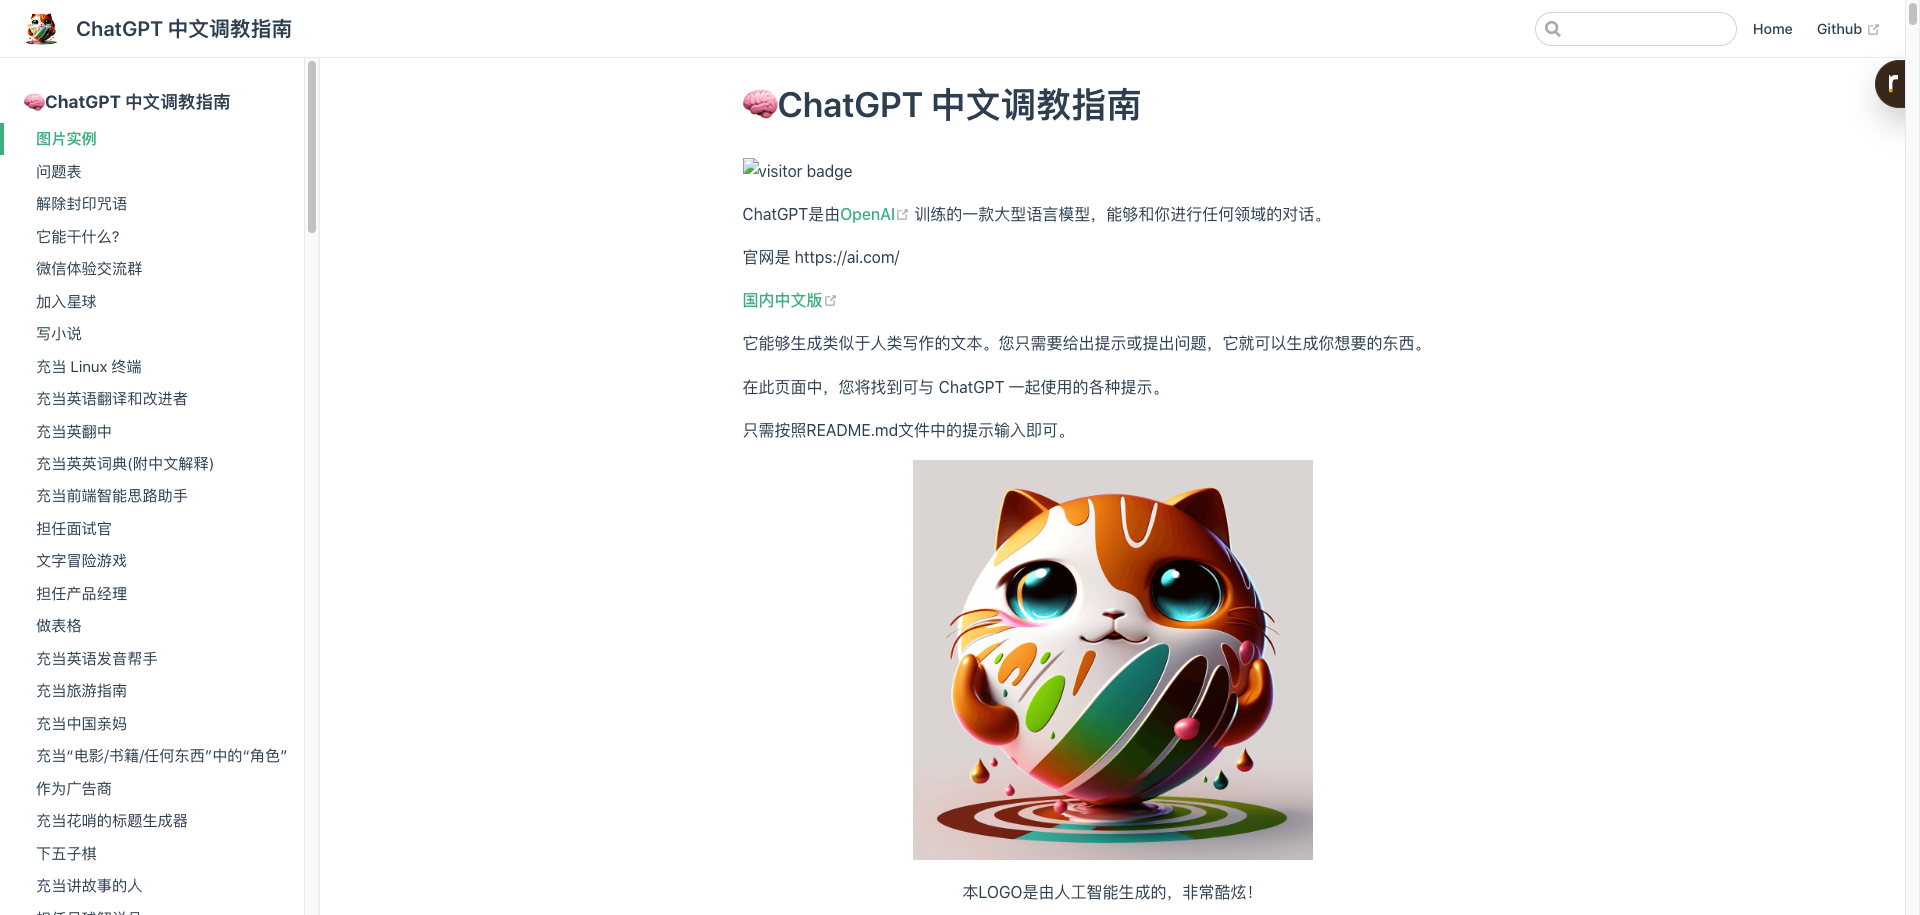 ChatGPT 中文调教指南
Home
Github
🧠ChatGPT 中文调教指南
图片实例
问题表
解除封印咒语
它能干什么?
微信体验交流群
加入星球
写小说
充当 Linux 终端
充当英语翻译和改进者
充当英翻中
充当英英词典(附中文解释)
充当前端智能思路助手
担任面试官
文字冒险游戏
担任产品经理
做表格
充当英语发音帮手
充当旅游指南
充当中国亲妈
充当“电影/书籍/任何东西”中的“角色”
作为广告商
充当花哨的标题生成器
下五子棋
充当讲故事的人
🧠ChatGPT 中文调教指南
visitor badge
ChatGPT是由OpenAI 训练的一款大型语言模型，能够和你进行任何领域的对话。
官网是 https://ai.com/
国内中文版
它能够生成类似于人类写作的文本。您只需要给出提示或提出问题，它就可以生成你想要的东西。
在此页面中，您将找到可与 ChatGPT 一起使用的各种提示。
只需按照README.md文件中的提示输入即可。
本LOGO是由人工智能生成的，非常酷炫！
r